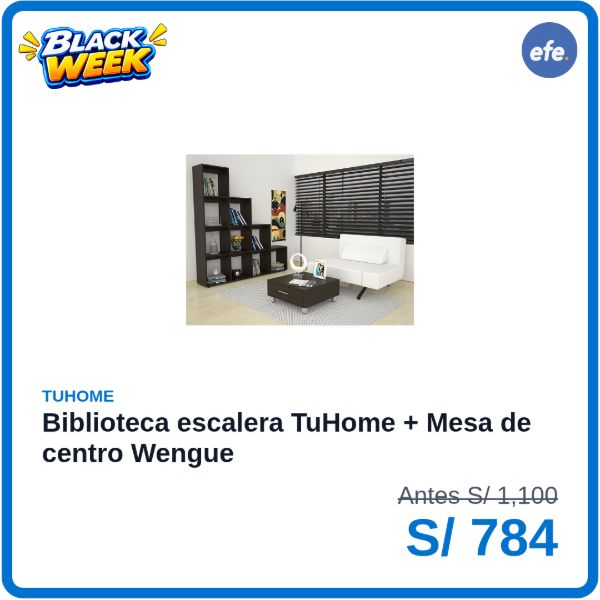 BLACK
WEEK
efe.
TUHOME
Biblioteca escalera TuHome + Mesa de
centro Wengue
Antes S/ 1,100
S/ 784